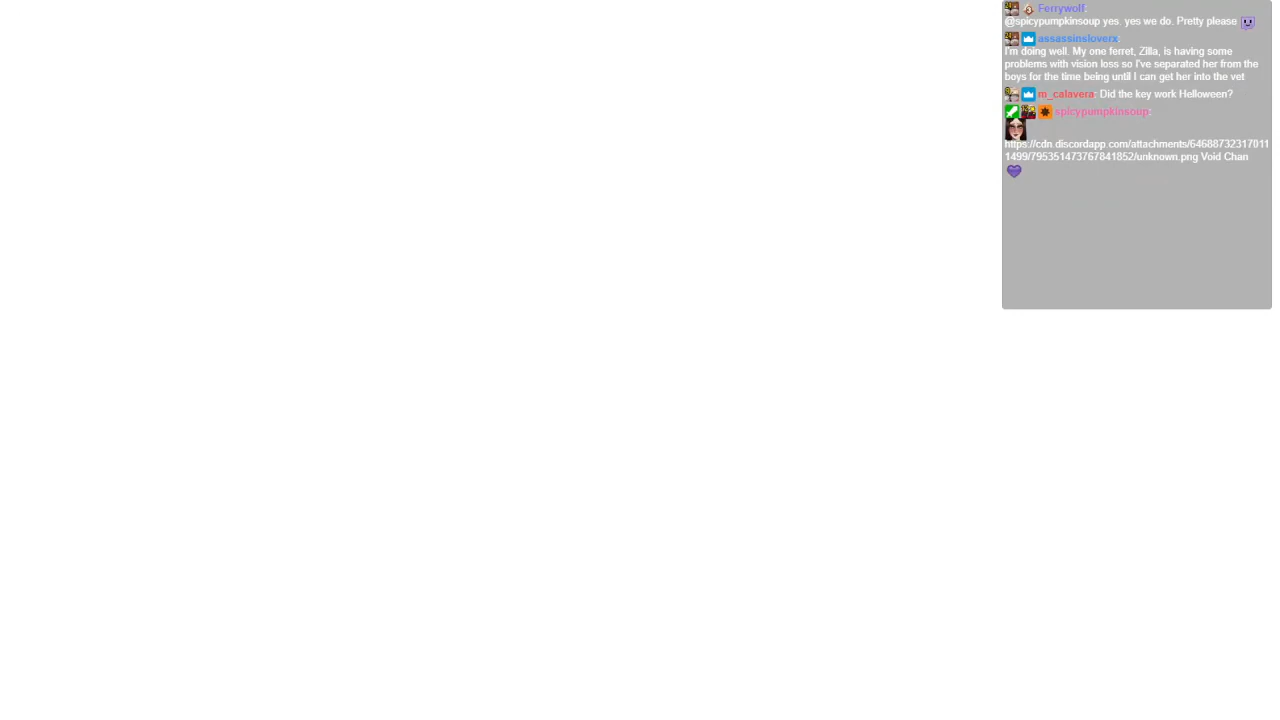 Ferrywolf:
@spicypumpkinsoup yes. yes we do. Pretty please
assassinsloverx:
I'm doing well. My one ferret, Zilla, is having some
problems with vision loss so I've separated her from the
boys for the time being until I can get her into the vet
m_calavera: Did the key work Helloween?
spicypumpkinsoup:
https://cdn.discordapp.com/attachments/64688732317011
1499/795351473767841852/unknown.png Void Chan